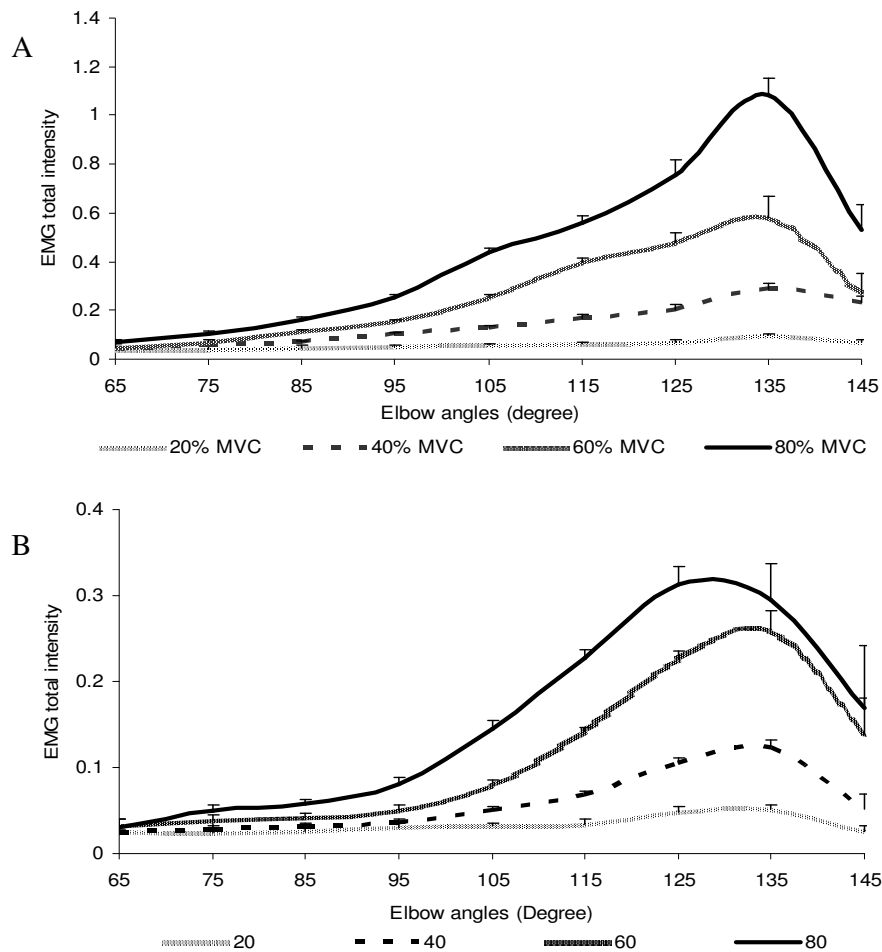 A
EMG total intensity
1.4
1.2
1
0.8
0.6
0.4
0.2
0
65 75 85 95 105 115 125 135 145
Elbow angles (degree)
20% MVC 40% MVC 60% MVC 80% MVC
B
EMG total intensity
0.4
0.3
0.2
0.1
0
65 75 85 95 105 115 125 135 145
Elbow angles (Degree)
20 40 60 80